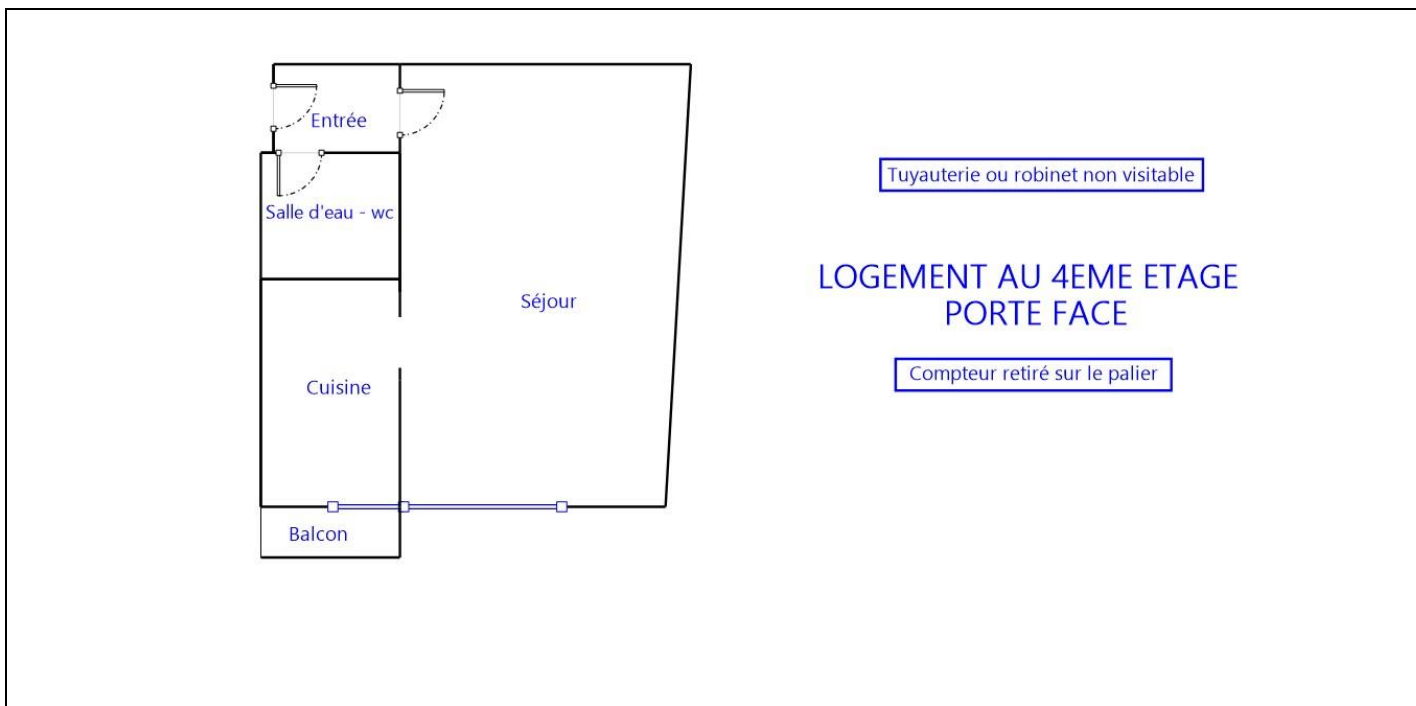 Entrée
Salle d'eau - wc
Séjour
Cuisine
Balcon
Tuyauterie ou robinet non visitable
LOGEMENT AU 4EME ETAGE
PORTE FACE
Compteur retiré sur le palier